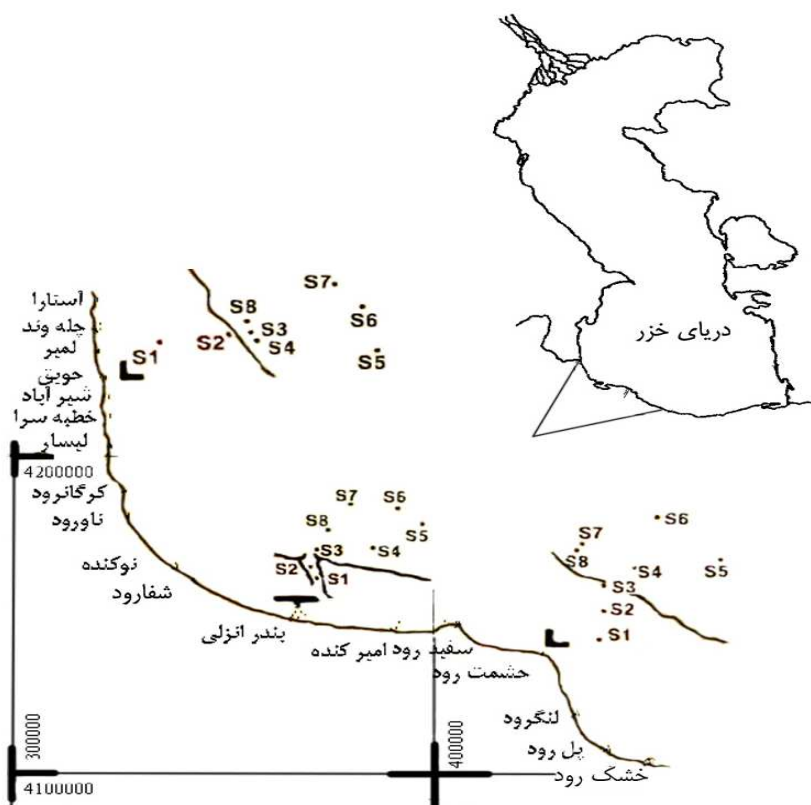 دریای خزر
S7
S8
S6
S3
S2
S4
S1
S5
آستارا
چله وند
لمیر
حویق
شیر آباد
خطبه سرا
لیسار
4200000
کرگانرود
ناورود
نوکنده
شفارود
S7
S6
S8
S5
S3
S4
S2
S1
S6
S7
S8
S4
S5
S3
S2
S1
بندر انزلی
امیر کنده
سفید رود
حشمت رود
لنگرود
پل رود
خشک رود
300000
400000
4100000